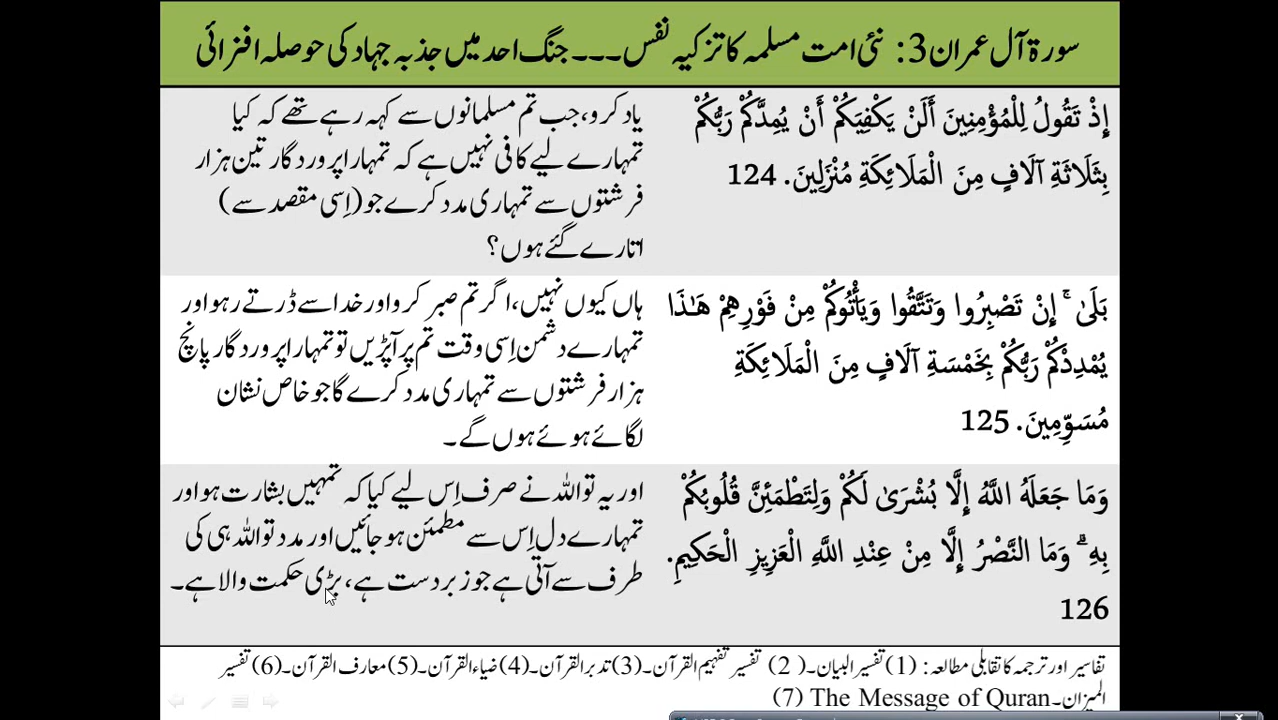 سورۃ آل عمران 3: نئی امت مسلمہ کا تزکیہ نفس۔۔۔جنگ احد میں جذبہ جہاد کی حوصلہ افزائی
إِذْ تَقُولُ لِلْمُؤْمِنِينَ أَلَنْ يَكْفِيَكُمْ أَنْ يُمِدَّكُمْ رَبُّكُمْ
بِثَلَاثَةِ آلَافٍ مِنَ الْمَلَائِكَةِ مُنْزَلِينَ. 124
یاد کرو، جب تم مسلمانوں سے کہہ رہے تھے کہ کیا
تمہارے لیے کافی نہیں ہے کہ تمہارا پروردگار تین ہزار
فرشتوں سے تمہاری مدد کرے جو (اِسی مقصد سے)
اتارے گئے ہوں؟
بَلَىٰ ۚ إِنْ تَصْبِرُوا وَتَتَّقُوا وَيَأْتُوكُمْ مِنْ فَوْرِهِمْ هَٰذَا
يُمْدِدْكُمْ رَبُّكُمْ بِخَمْسَةِ آلَافٍ مِنَ الْمَلَائِكَةِ
مُسَوِّمِينَ. 125
ہاں کیوں نہیں، اگر تم صبر کرو اور خدا سے ڈرتے رہو اور
تمہارے دشمن اِسی وقت تم پر آ پڑیں تو تمہارا پروردگار پانچ
ہزار فرشتوں سے تمہاری مدد کرے گا جو خاص نشان
لگائے ہوئے ہوں گے۔
وَمَا جَعَلَهُ اللَّهُ إِلَّا بُشْرَىٰ لَكُمْ وَلِتَطْمَئِنَّ قُلُوبُكُمْ
بِهِ ۗ وَمَا النَّصْرُ إِلَّا مِنْ عِنْدِ اللَّهِ الْعَزِيزِ الْحَكِيمِ.
126
اور یہ تو اللہ نے صرف اِس لیے کیا کہ تمہیں بشارت ہو اور
تمہارے دل اِس سے مطمئن ہو جائیں اور مدد تو اللہ ہی کی
طرف سے آتی ہے جو زبردست ہے، بڑی حکمت والا ہے۔
تفاسیر اور ترجمہ کا تقابلی مطالعہ: (1) تفسیر البیان۔ (2) تفسیر تفہیم القرآن۔ (3) تدبر القرآن۔ (4) ضیاء القرآن۔ (5) معارف القرآن۔ (6) تفسیر
المیزان۔ The Message of Quran (7)